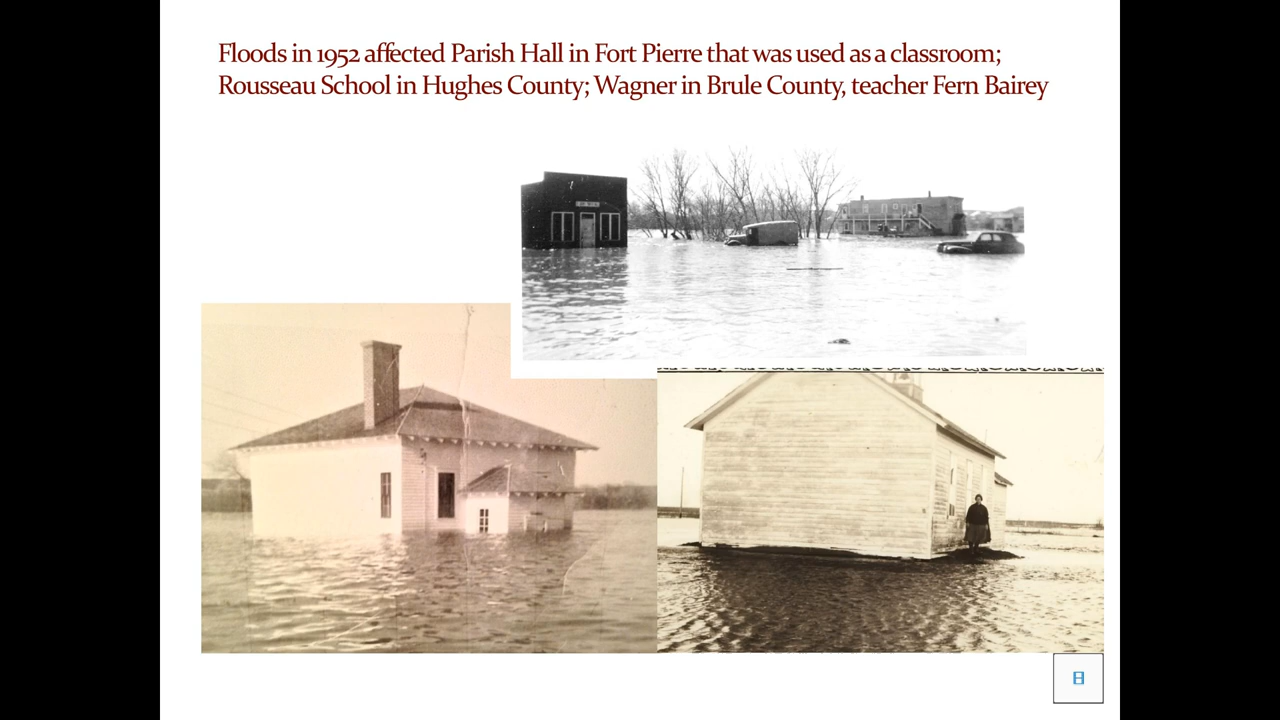 Floods in 1952 affected Parish Hall in Fort Pierre that was used as a classroom;
Rousseau School in Hughes County; Wagner in Brule County, teacher Fern Bairey